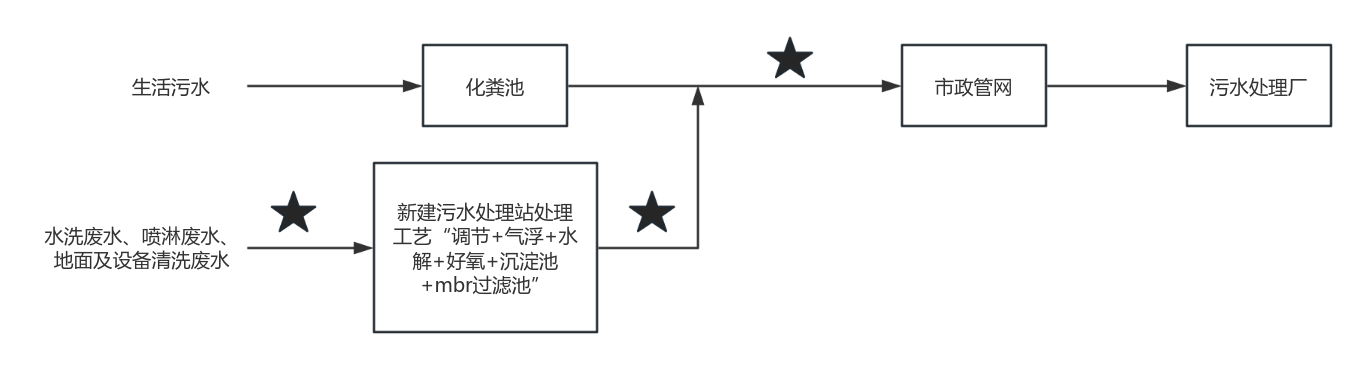 生活污水
化粪池
市政管网
污水处理厂
水洗废水、喷淋废水、
地面及设备清洗废水
新建污水处理站处理
工艺“调节+气浮+水
解+好氧+沉淀池
+mbr过滤池”